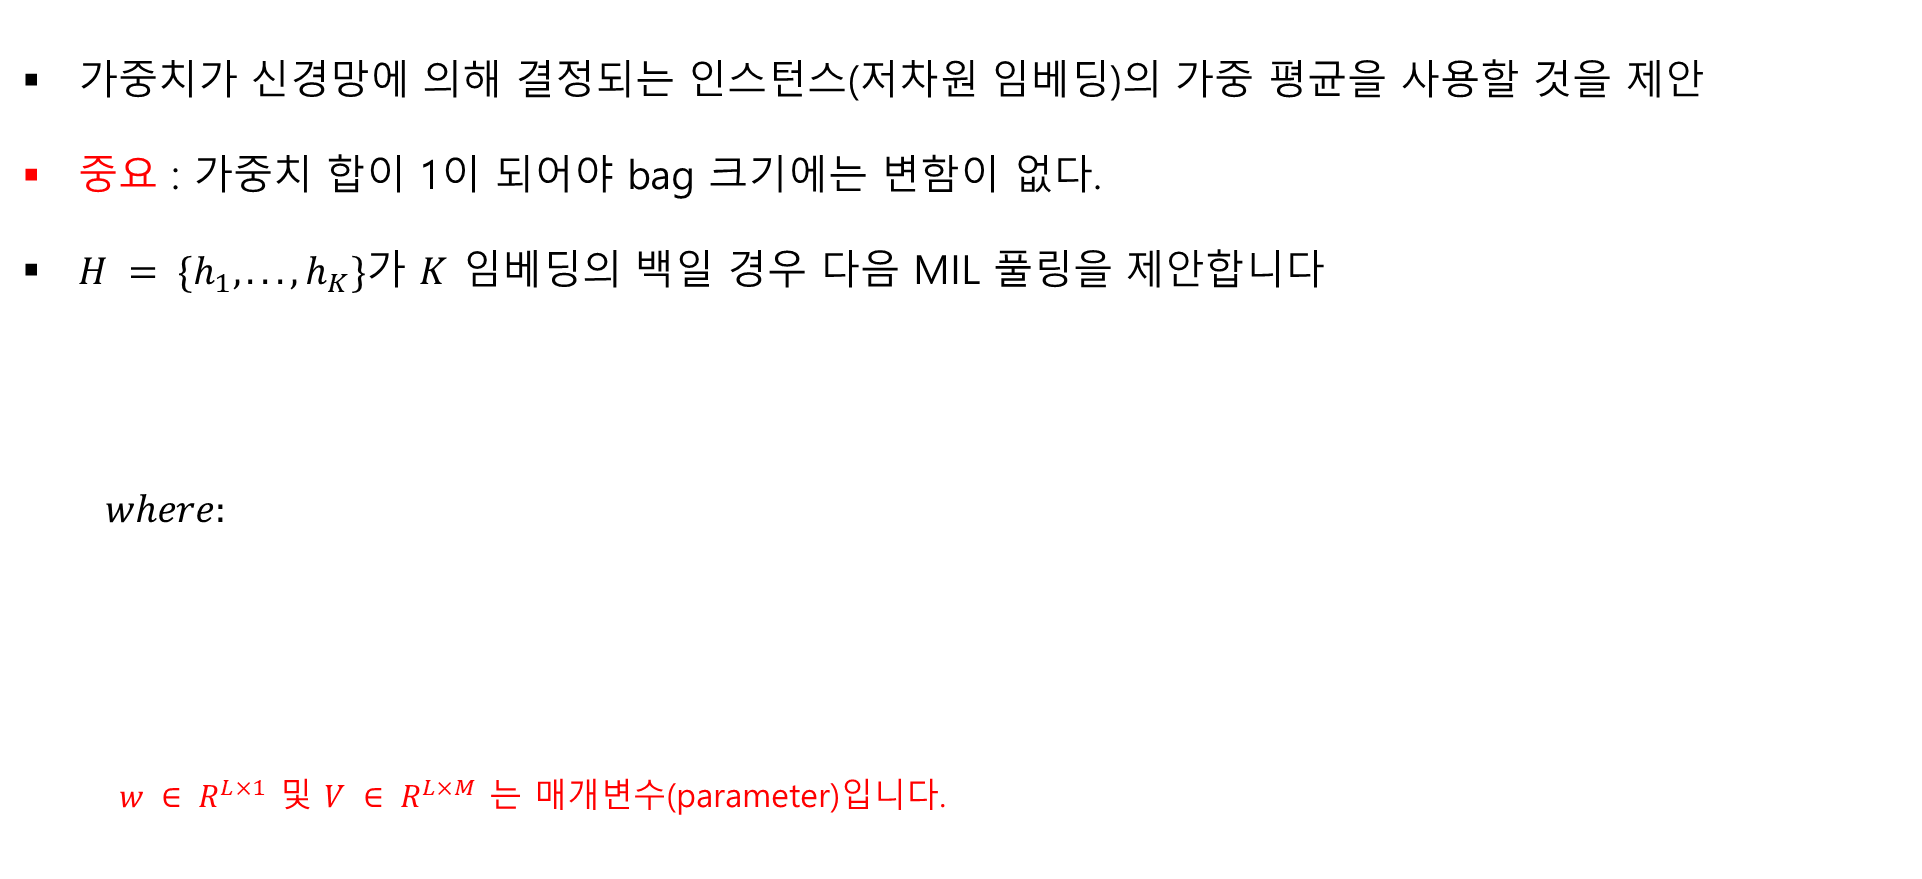 ▪ 가중치가 신경망에 의해 결정되는 인스턴스(저차원 임베딩)의 가중 평균을 사용할 것을 제안
▪ 중요 : 가중치 합이 1이 되어야 bag 크기에는 변함이 없다.
▪ H = {h₁,...,h_K}가 K 임베딩의 백일 경우 다음 MIL 풀링을 제안합니다
where:
w ∈ R^{L×1} 및 V ∈ R^{L×M} 는 매개변수(parameter)입니다.